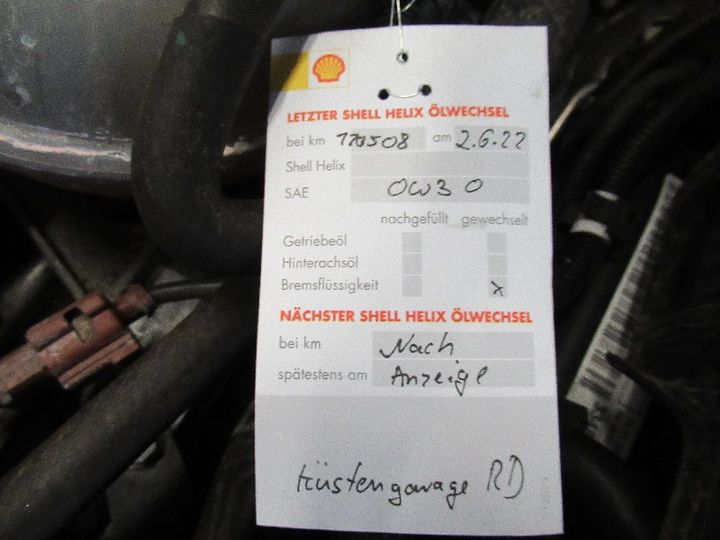 LETZTER SHELL HELIX ÖLWECHSEL
bei km am 2.6.22
Shell Helix
SAE 0W30
nachgefüllt gewechselt
Getriebeöl
Hinterachsöl
Bremsflüssigkeit x
NÄCHSTER SHELL HELIX ÖLWECHSEL
bei km Nach
spätestens am Anzeige
Küstengarage RD